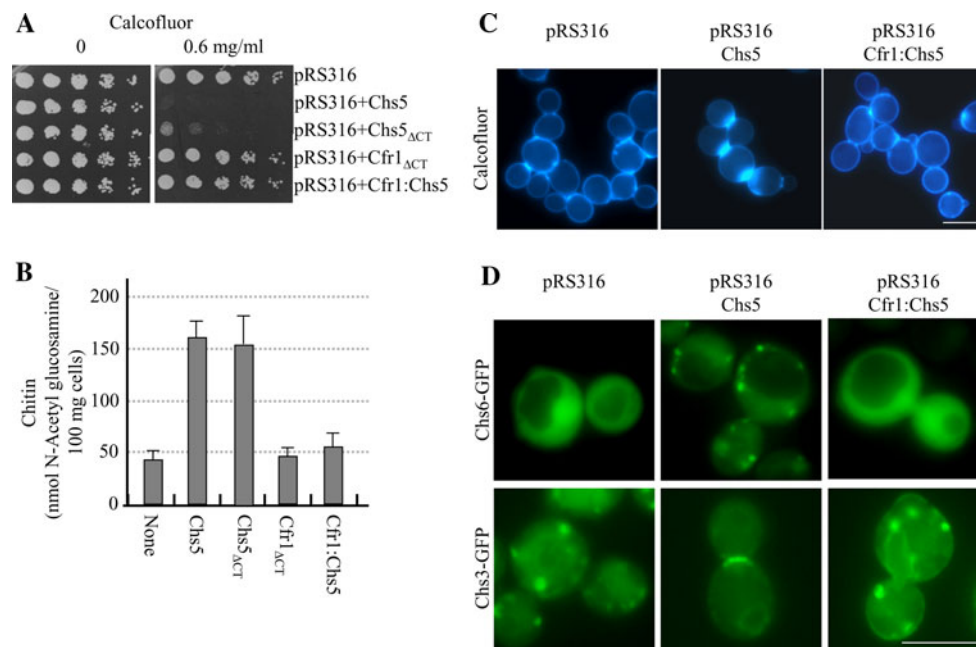 A
Calcofluor
0
0.6 mg/ml
pRS316
pRS316+Chs5
pRS316+Chs5ΔCT
pRS316+Cfr1ΔCT
pRS316+Cfr1:Chs5
B
200
150
100
50
0
Chitin
(nmol N-Acetyl glucosamine/
100 mg cells)
None
Chs5
Chs5ΔCT
Cfr1ΔCT
Cfr1:Chs5
C
pRS316
pRS316
Chs5
pRS316
Cfr1:Chs5
Calcofluor
D
pRS316
pRS316
Chs5
pRS316
Cfr1:Chs5
Chs6-GFP
Chs3-GFP